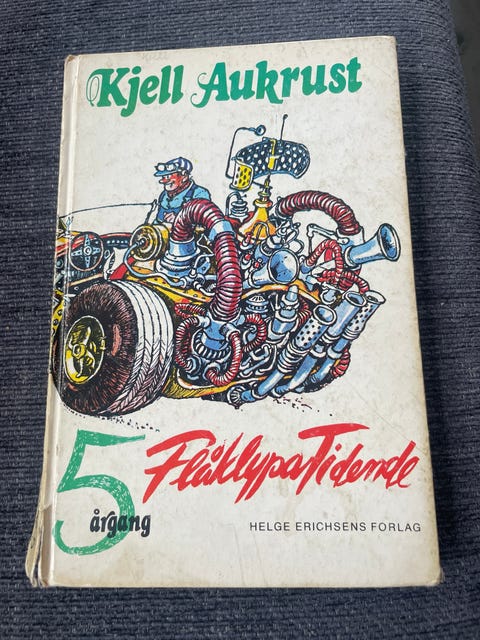 Kjell Aukrust
5 Flåklypa Tidende
årgang
HELGE ERICHSENS FORLAG